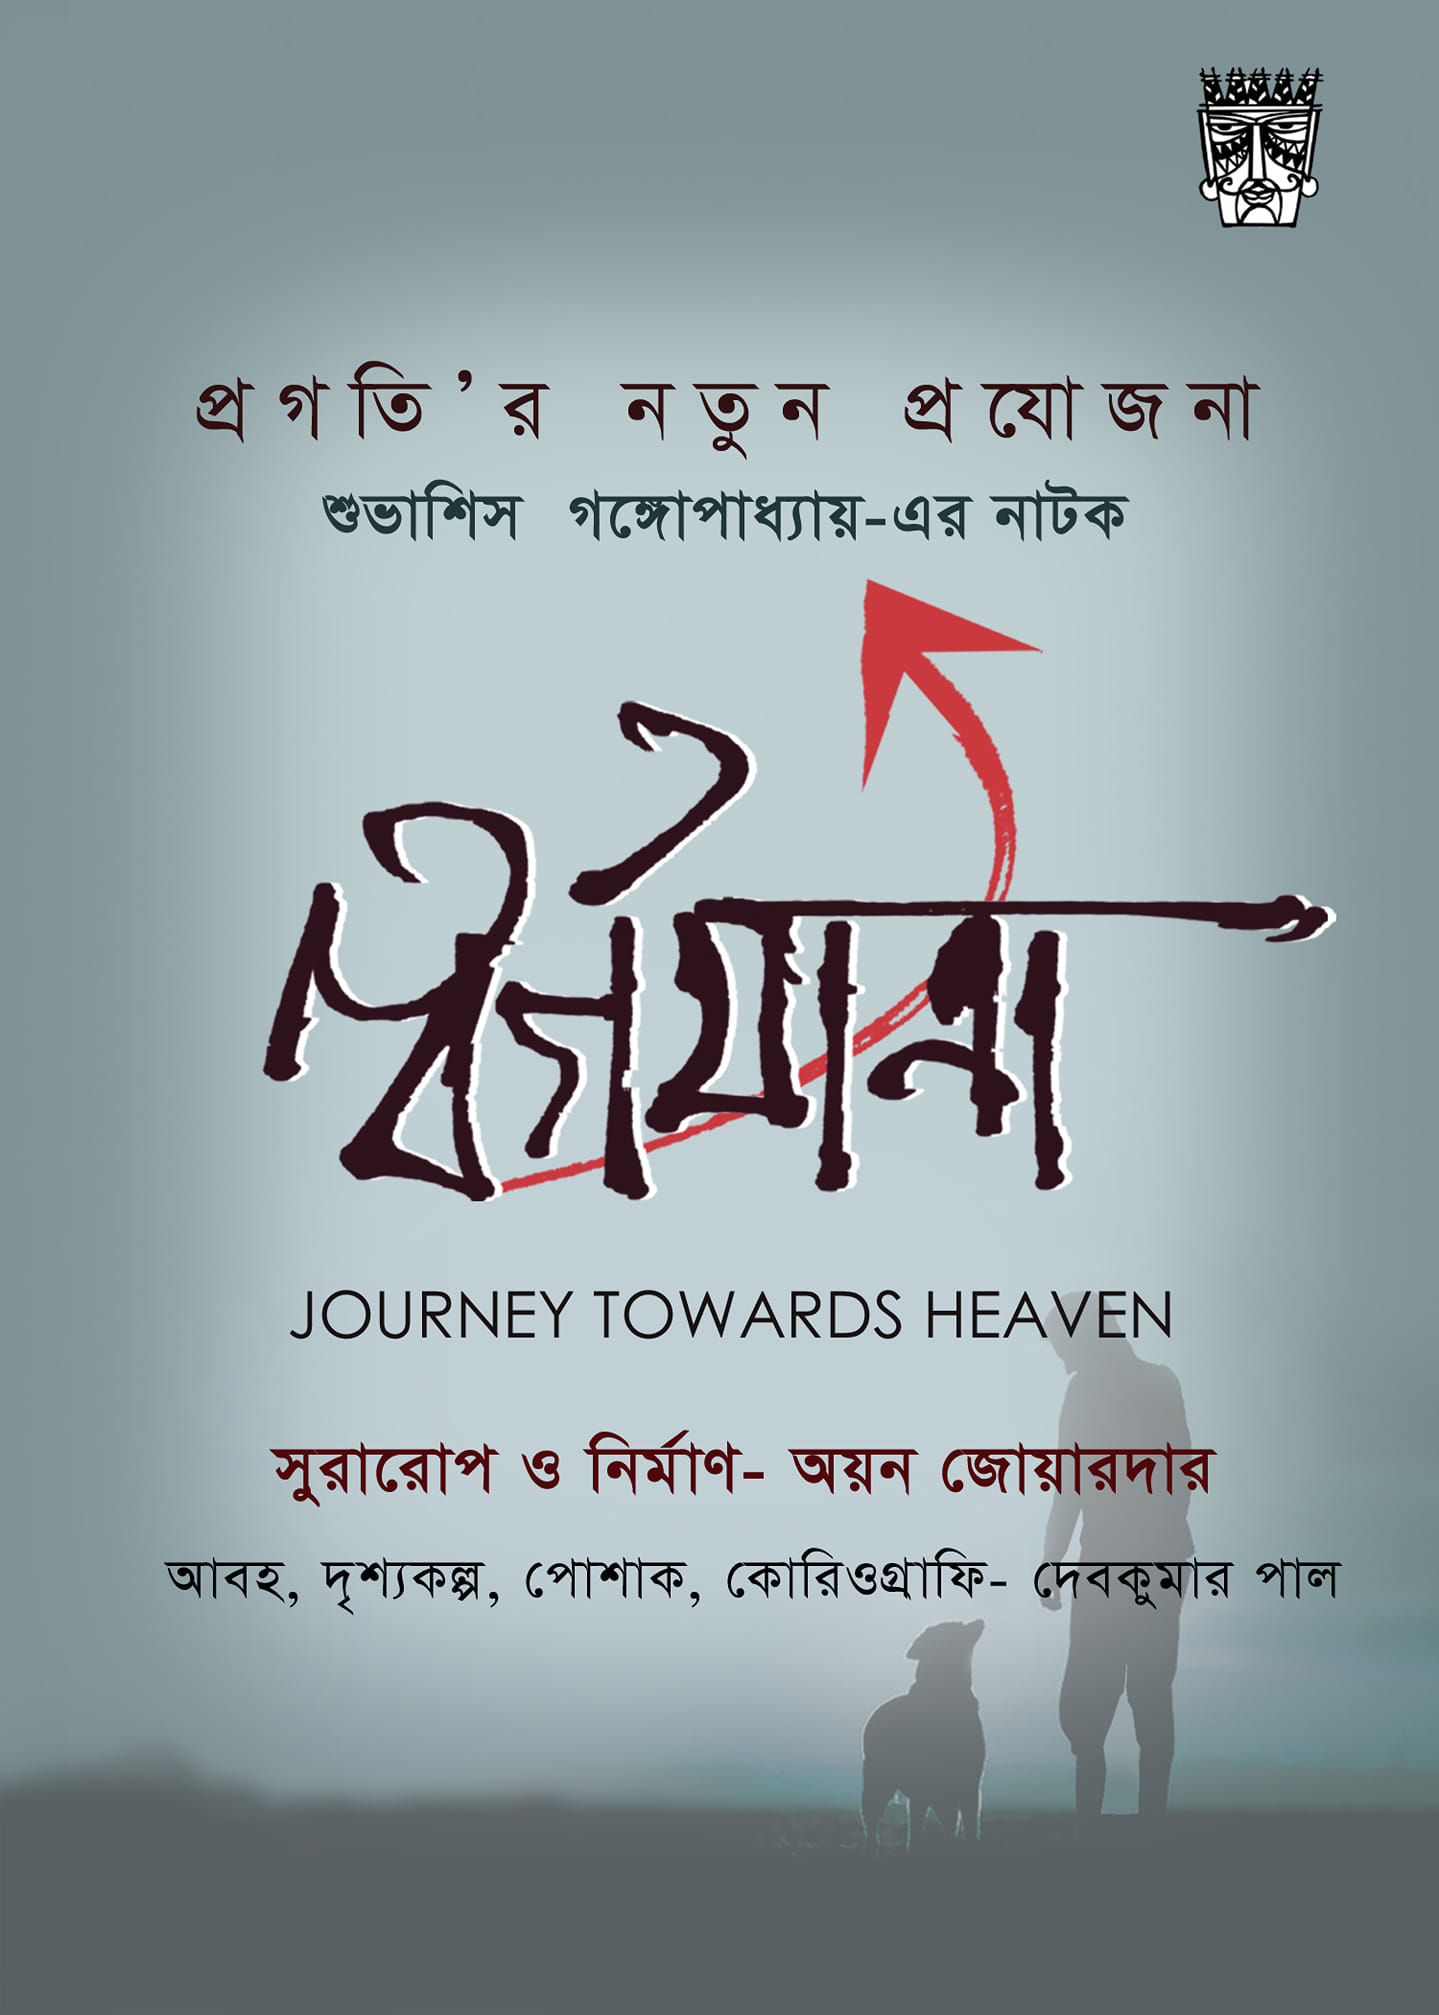 প্রগতি’র নতুন প্রযোজনা
শুভাশিস গঙ্গোপাধ্যায়-এর নাটক
স্বর্গযাত্রা
JOURNEY TOWARDS HEAVEN
সুরারোপ ও নির্মাণ- অয়ন জোয়ারদার
আবহ, দৃশ্যকল্প, পোশাক, কোরিওগ্রাফি- দেবকুমার পাল